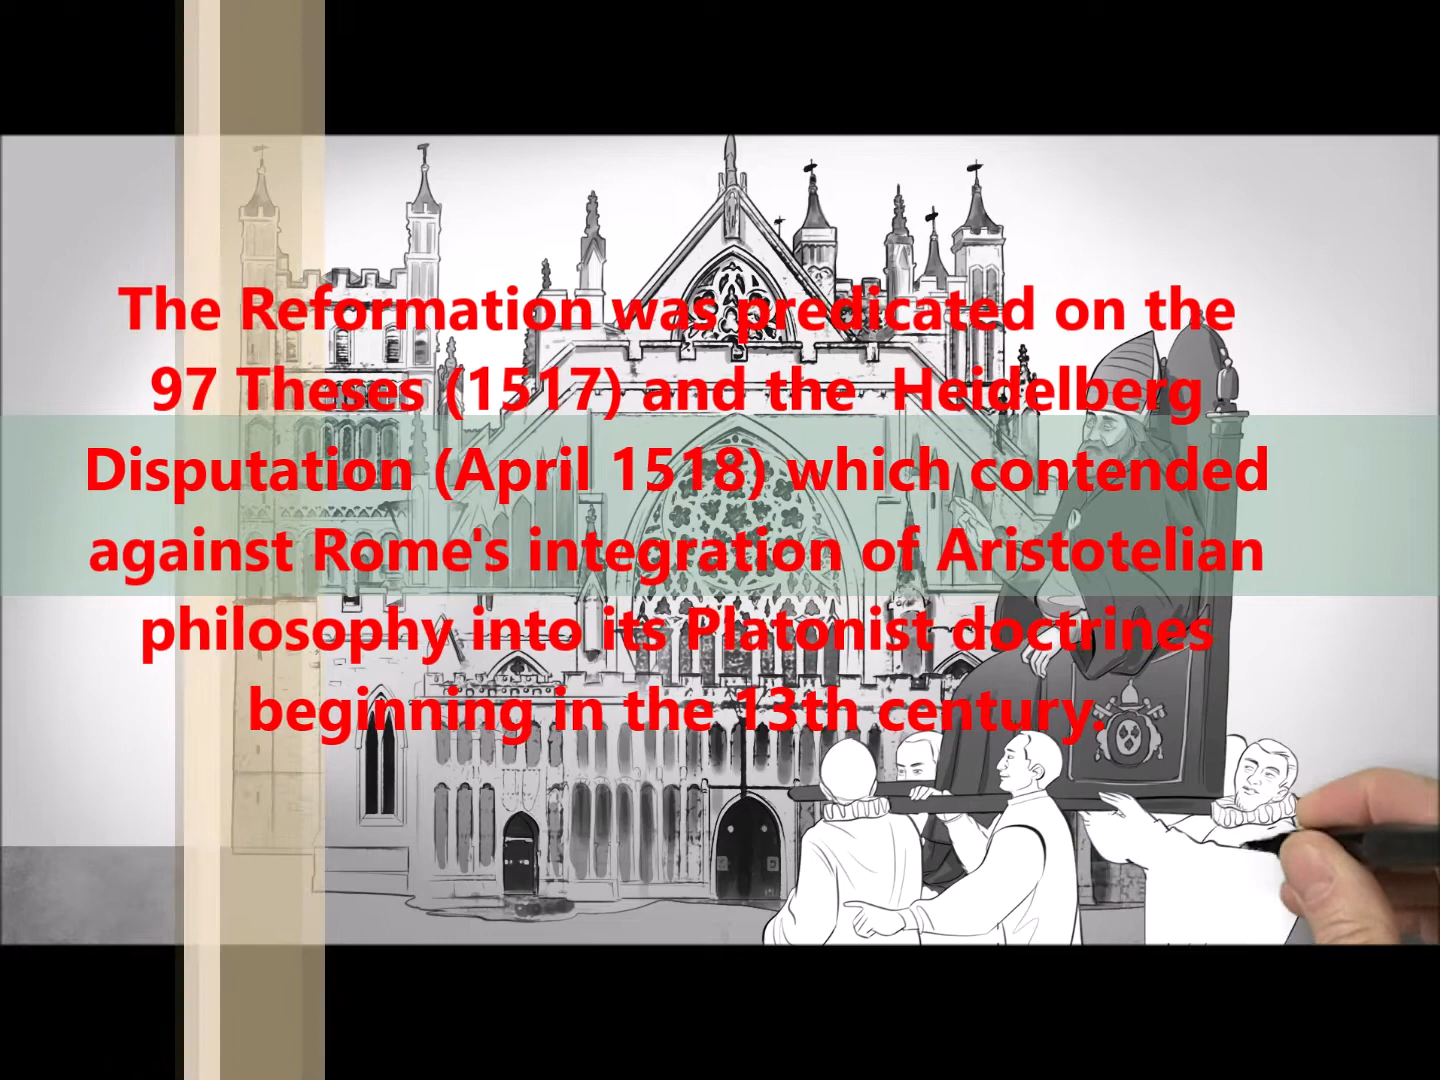 The Reformation was predicated on the
97 Theses (1517) and the Heidelberg
Disputation (April 1518) which contended
against Rome's integration of Aristotelian
philosophy into its Platonist doctrines
beginning in the 13th century.